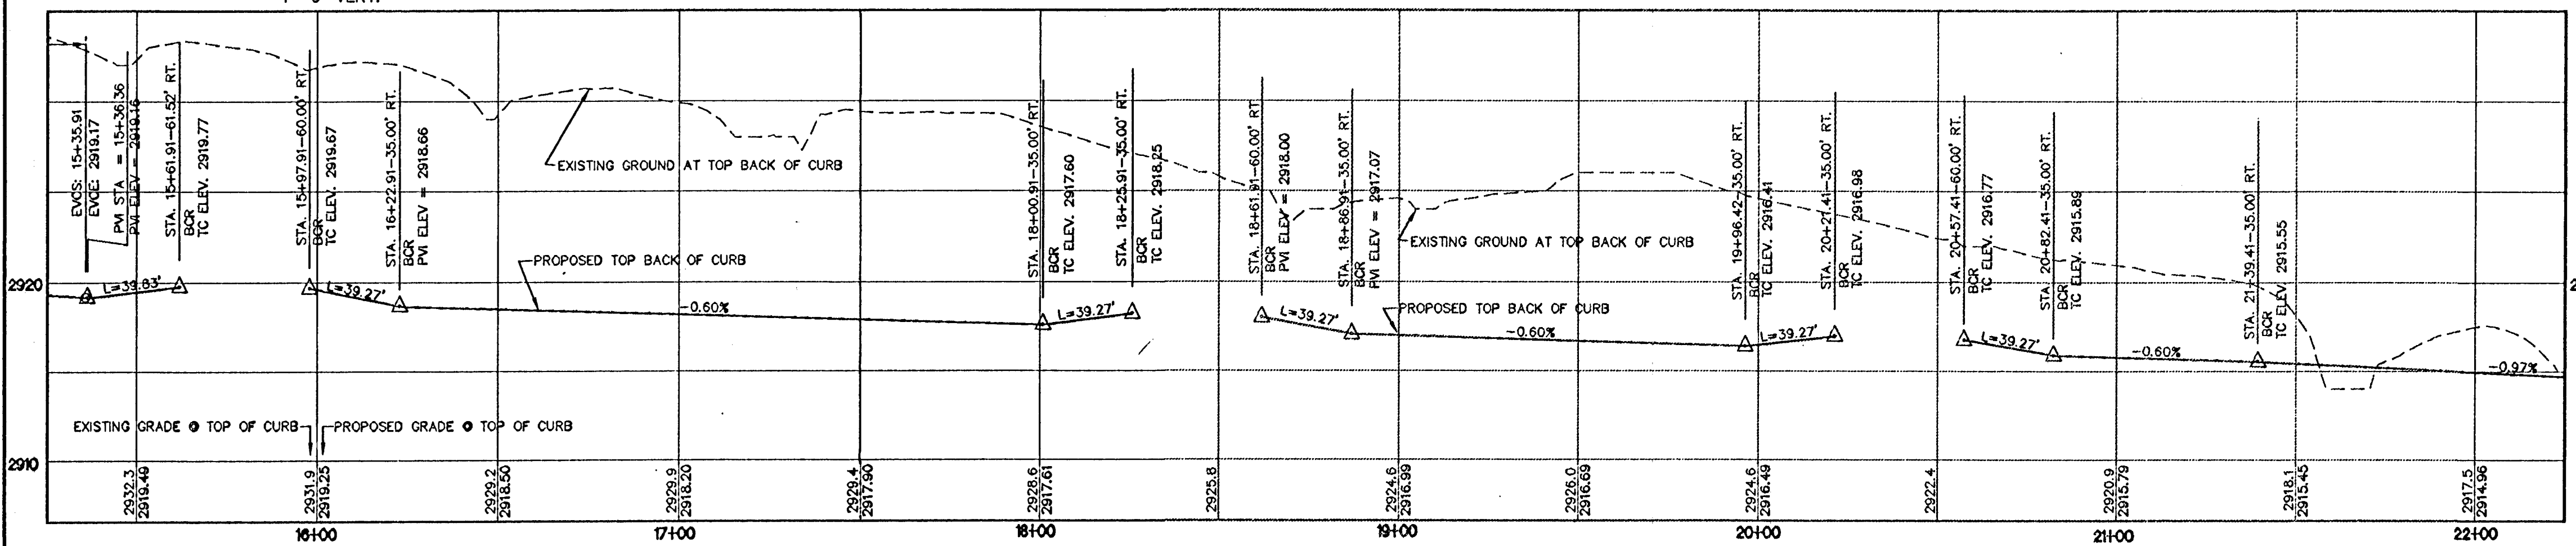 EVCS: 15+35.91
EVCE: 2919.17
PVI STA = 15+36.36
PVI ELEV - 2919.16
STA. 15+61.91-61.52' RT.
BCR
TC ELEV. 2919.77
STA. 15+97.91-60.00' RT.
BCR
TC ELEV. 2919.67
STA. 16+22.91-35.00' RT.
BCR
PVI ELEV = 2918.66
EXISTING GROUND AT TOP BACK OF CURB
STA. 18+00.91-35.00' RT.
BCR
TC ELEV. 2917.60
STA. 18+25.91-35.00' RT.
BCR
TC ELEV. 2918.25
STA. 18+61.91-60.00' RT.
BCR
PVI ELEV = 2918.00
STA. 18+86.91-35.00' RT.
BCR
PVI ELEV = 2917.07
EXISTING GROUND AT TOP BACK OF CURB
STA. 19+96.42-35.00' RT.
BCR
TC ELEV. 2916.41
STA. 20+21.41-35.00' RT.
BCR
TC ELEV. 2916.98
STA. 20+57.41-60.00' RT.
BCR
TC ELEV. 2916.77
STA. 20+82.41-35.00' RT.
BCR
TC ELEV. 2915.89
STA. 21+39.41-35.00' RT.
BCR
TC ELEV. 2915.55
PROPOSED TOP BACK OF CURB
2920
L=39.83'
L=39.27'
-0.60%
L=39.27'
L=39.27'
PROPOSED TOP BACK OF CURB
-0.60%
L=39.27'
L=39.27'
-0.60%
-0.97%
EXISTING GRADE @ TOP OF CURB
PROPOSED GRADE @ TOP OF CURB
2910
2932.3
2919.49
2931.9
2919.25
2929.2
2918.50
2929.9
2918.20
2929.4
2917.90
2928.6
2917.61
2925.8
2924.6
2916.99
2926.0
2916.69
2924.6
2916.49
2922.4
2920.9
2915.79
2918.1
2915.45
2917.5
2914.96
16+00
17+00
18+00
19+00
20+00
21+00
22+00